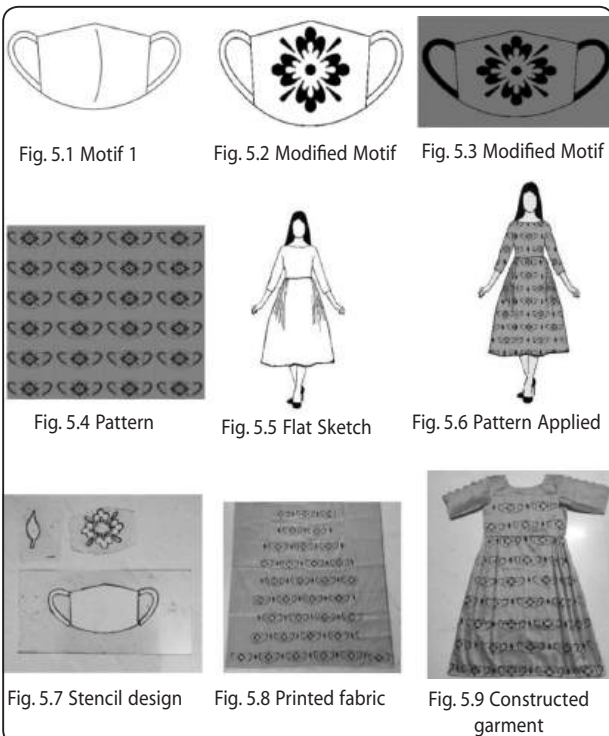 Fig. 5.1 Motif 1
Fig. 5.2 Modified Motif
Fig. 5.3 Modified Motif
Fig. 5.4 Pattern
Fig. 5.5 Flat Sketch
Fig. 5.6 Pattern Applied
Fig. 5.7 Stencil design
Fig. 5.8 Printed fabric
Fig. 5.9 Constructed
garment